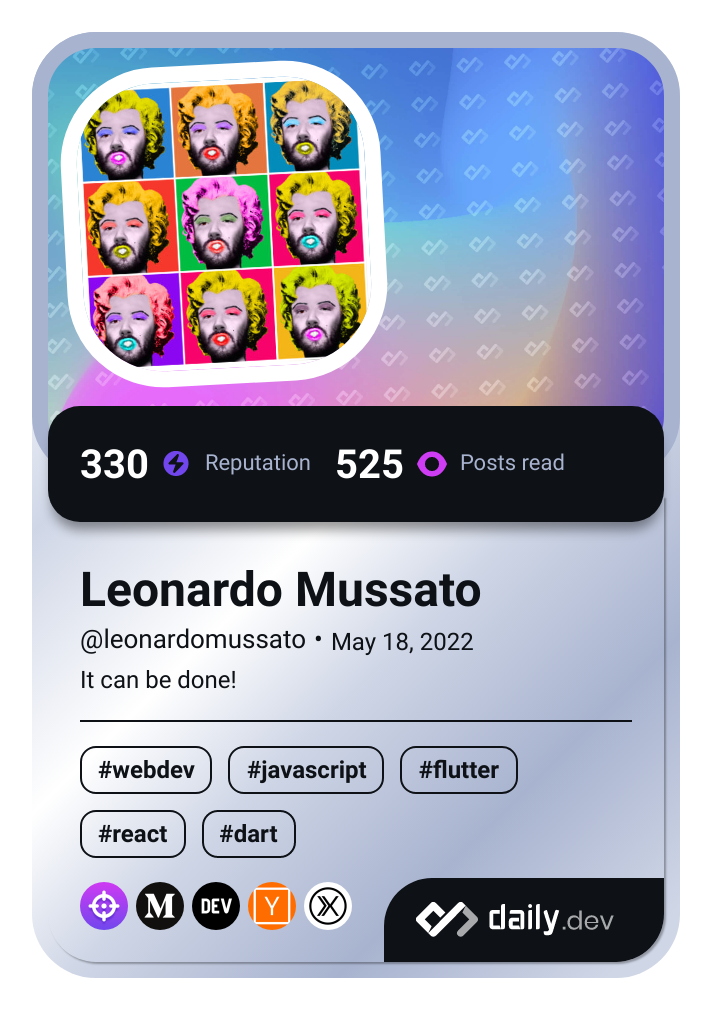 330 Reputation 525 Posts read
Leonardo Mussato
@leonardomussato • May 18, 2022
It can be done!
#webdev #javascript #flutter
#react #dart
M DEV Y daily.dev